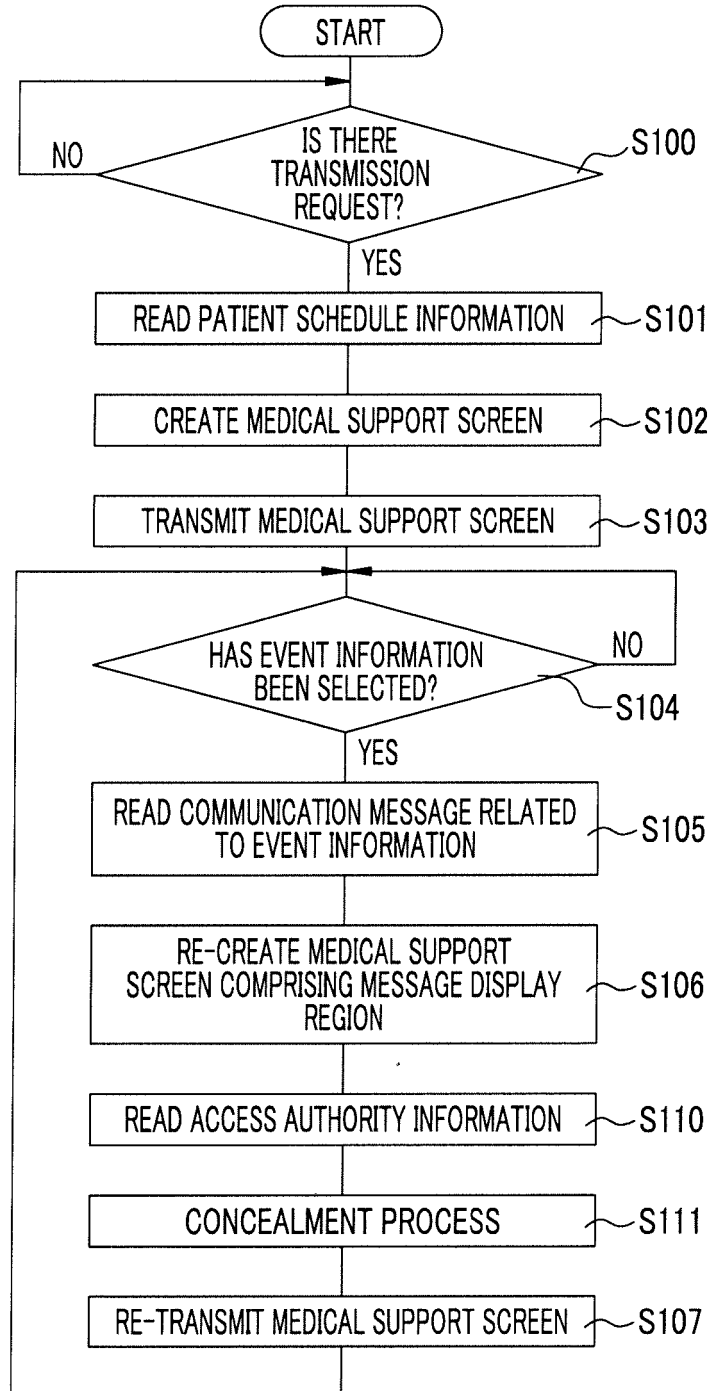 START
IS THERE
TRANSMISSION
REQUEST?
S100
NO
YES
READ PATIENT SCHEDULE INFORMATION
S101
CREATE MEDICAL SUPPORT SCREEN
S102
TRANSMIT MEDICAL SUPPORT SCREEN
S103
HAS EVENT INFORMATION
BEEN SELECTED?
NO
S104
YES
READ COMMUNICATION MESSAGE RELATED
TO EVENT INFORMATION
S105
RE-CREATE MEDICAL SUPPORT
SCREEN COMPRISING MESSAGE DISPLAY
REGION
S106
READ ACCESS AUTHORITY INFORMATION
S110
CONCEALMENT PROCESS
S111
RE-TRANSMIT MEDICAL SUPPORT SCREEN
S107